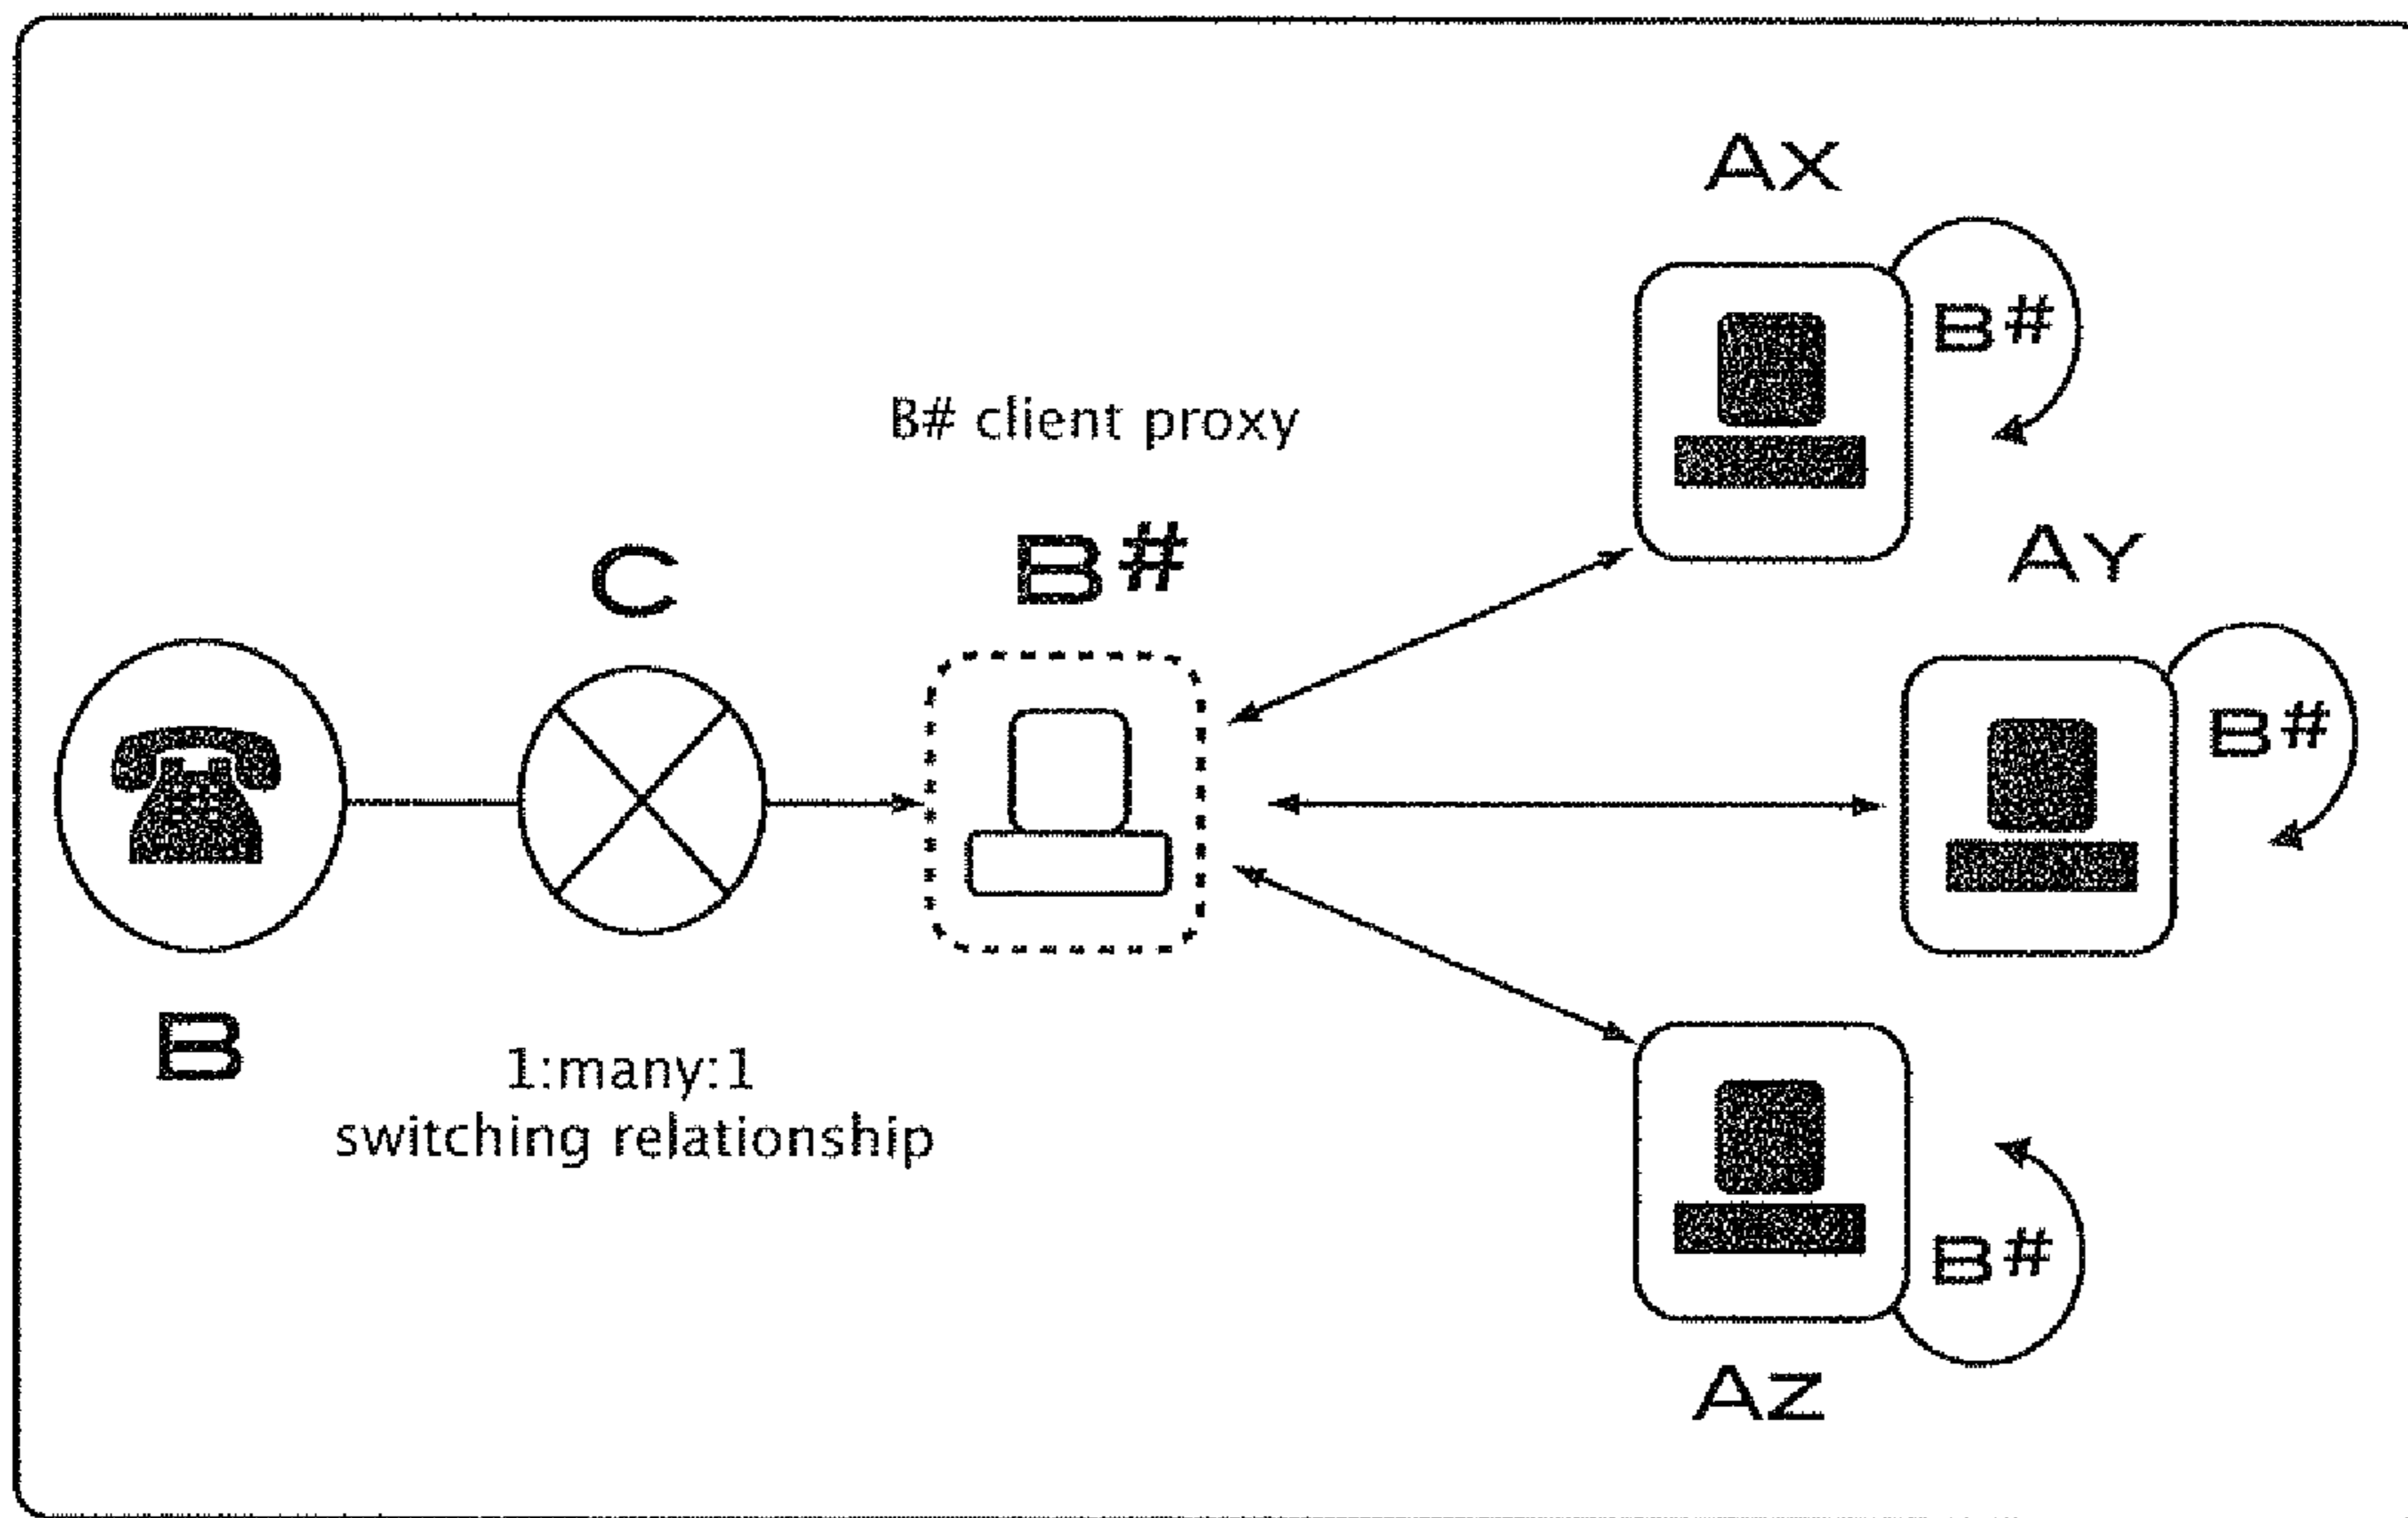 AX
B#
B# client proxy
AY
C
B#
B#
B
1:many:1
switching relationship
B#
AZ